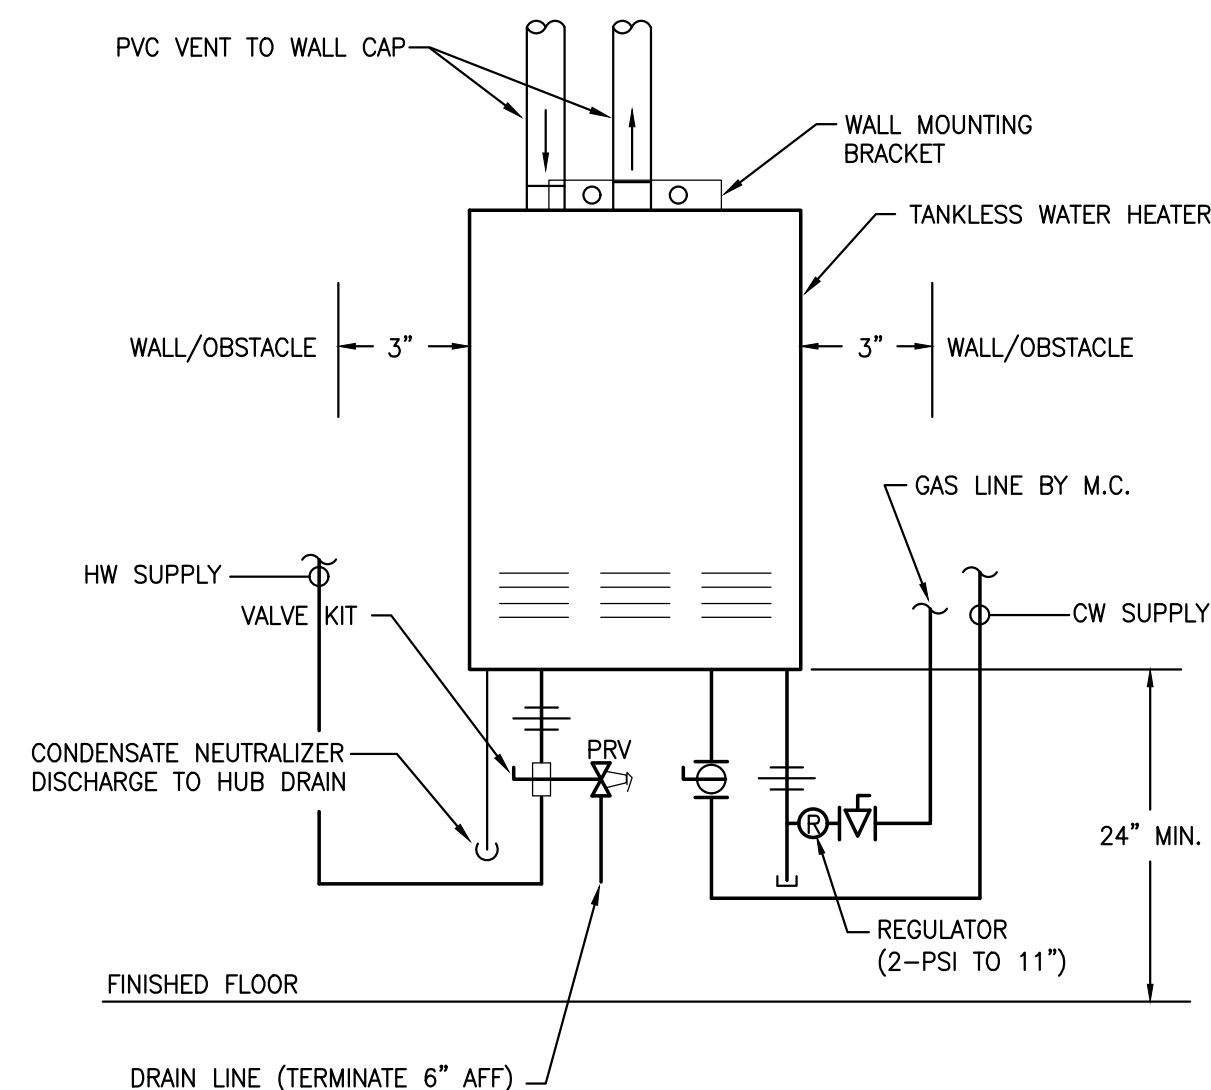 PVC VENT TO WALL CAP
WALL MOUNTING
BRACKET
TANKLESS WATER HEATER
WALL/OBSTACLE
3”
3”
WALL/OBSTACLE
GAS LINE BY M.C.
HW SUPPLY
VALVE KIT
CW SUPPLY
CONDENSATE NEUTRALIZER
DISCHARGE TO HUB DRAIN
PRV
R
24” MIN.
REGULATOR
(2-PSI TO 11”)
FINISHED FLOOR
DRAIN LINE (TERMINATE 6” AFF)